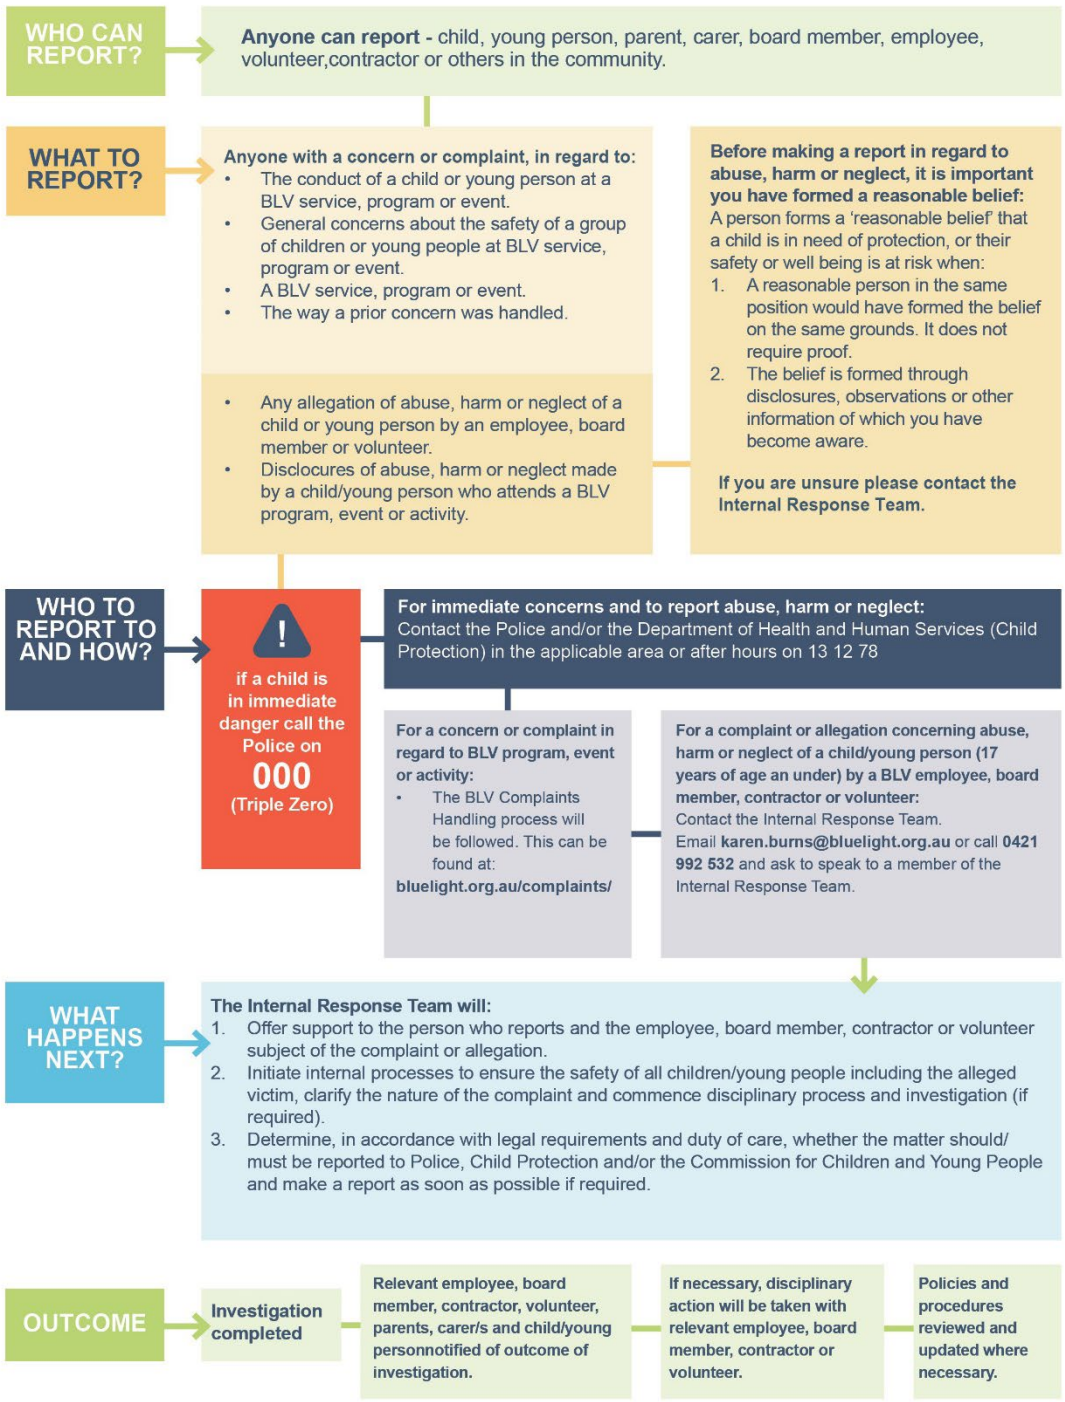 WHO CAN
REPORT?
Anyone can report - child, young person, parent, carer, board member, employee,
volunteer,contractor or others in the community.
WHAT TO
REPORT?
Anyone with a concern or complaint, in regard to:
• The conduct of a child or young person at a
BLV service, program or event.
• General concerns about the safety of a group
of children or young people at BLV service,
program or event.
• A BLV service, program or event.
• The way a prior concern was handled.
• Any allegation of abuse, harm or neglect of a
child or young person by an employee, board
member or volunteer.
• Disclocures of abuse, harm or neglect made
by a child/young person who attends a BLV
program, event or activity.
Before making a report in regard to
abuse, harm or neglect, it is important
you have formed a reasonable belief:
A person forms a ‘reasonable belief’ that
a child is in need of protection, or their
safety or well being is at risk when:
1. A reasonable person in the same
position would have formed the belief
on the same grounds. It does not
require proof.
2. The belief is formed through
disclosures, observations or other
information of which you have
become aware.
If you are unsure please contact the
Internal Response Team.
WHO TO
REPORT TO
AND HOW?
!
if a child is
in immediate
danger call the
Police on
000
(Triple Zero)
For immediate concerns and to report abuse, harm or neglect:
Contact the Police and/or the Department of Health and Human Services (Child
Protection) in the applicable area or after hours on 13 12 78
For a concern or complaint in
regard to BLV program, event
or activity:
• The BLV Complaints
Handling process will
be followed. This can be
found at:
bluelight.org.au/complaints/
For a complaint or allegation concerning abuse,
harm or neglect of a child/young person (17
years of age an under) by a BLV employee, board
member, contractor or volunteer:
Contact the Internal Response Team.
Email karen.burns@bluelight.org.au or call 0421
992 532 and ask to speak to a member of the
Internal Response Team.
WHAT
HAPPENS
NEXT?
The Internal Response Team will:
1. Offer support to the person who reports and the employee, board member, contractor or volunteer
subject of the complaint or allegation.
2. Initiate internal processes to ensure the safety of all children/young people including the alleged
victim, clarify the nature of the complaint and commence disciplinary process and investigation (if
required).
3. Determine, in accordance with legal requirements and duty of care, whether the matter should/
must be reported to Police, Child Protection and/or the Commission for Children and Young People
and make a report as soon as possible if required.
OUTCOME
Investigation
completed
Relevant employee, board
member, contractor, volunteer,
parents, carer/s and child/young
personnotified of outcome of
investigation.
If necessary, disciplinary
action will be taken with
relevant employee, board
member, contractor or
volunteer.
Policies and
procedures
reviewed and
updated where
necessary.